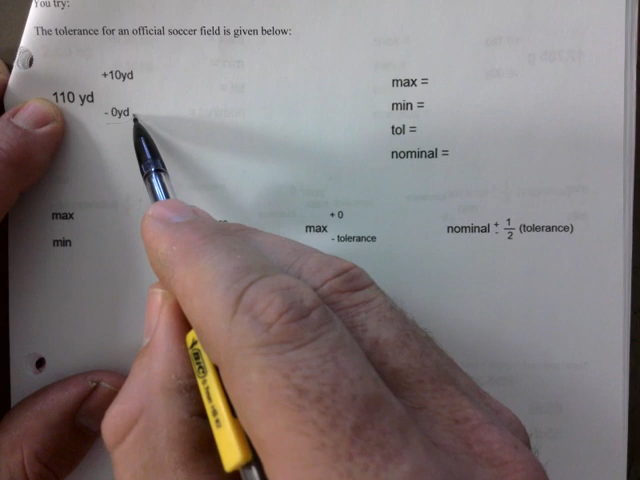 You try:
The tolerance for an official soccer field is given below:
+10yd
110 yd
- 0yd
max =
min =
tol =
nominal =
max
min
+ 0
max
- tolerance
nominal ± 1/2 (tolerance)
BIC